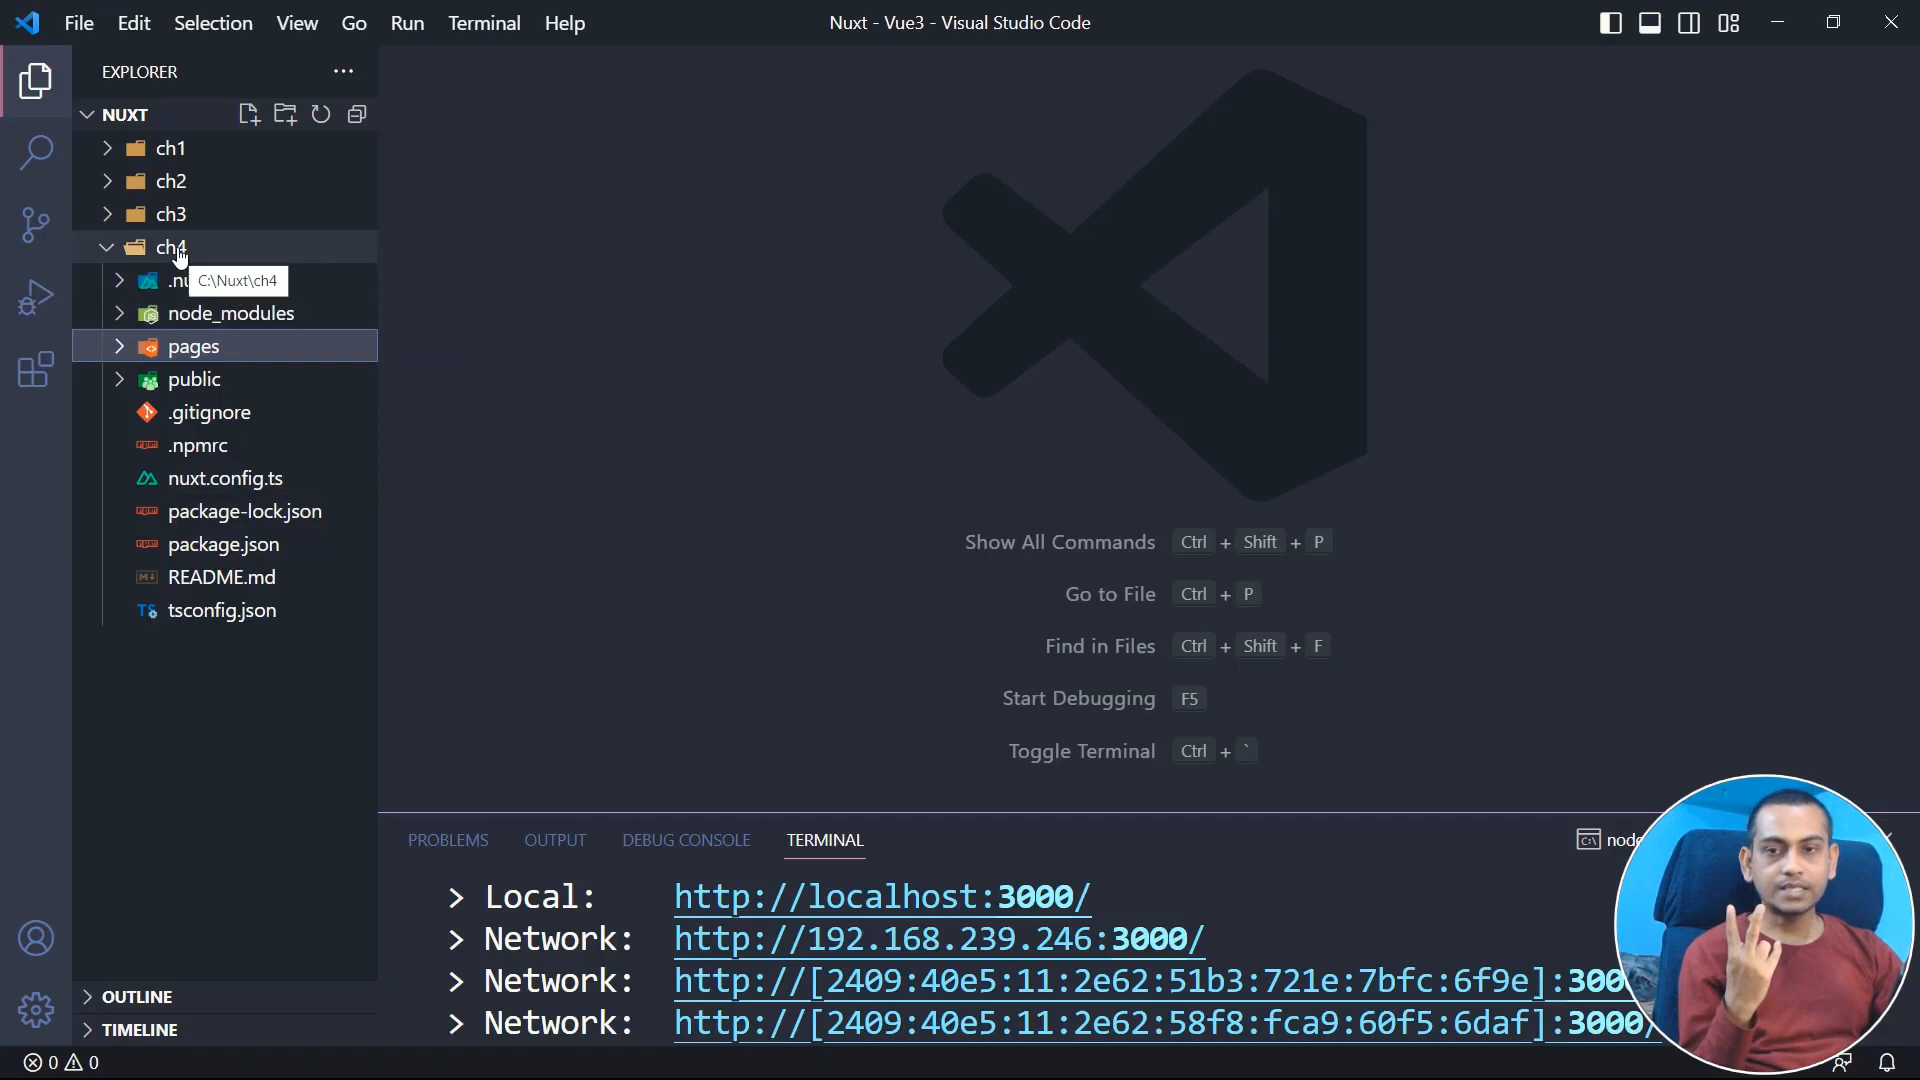 File Edit Selection View Go Run Terminal Help
Nuxt - Vue3 - Visual Studio Code
EXPLORER
NUXT
ch1
ch2
ch3
ch4
C:\Nuxt\ch4
node_modules
pages
public
.gitignore
.npmrc
nuxt.config.ts
package-lock.json
package.json
README.md
tsconfig.json
OUTLINE
TIMELINE
Show All Commands Ctrl + Shift + P
Go to File Ctrl + P
Find in Files Ctrl + Shift + F
Start Debugging F5
Toggle Terminal Ctrl + `
PROBLEMS OUTPUT DEBUG CONSOLE TERMINAL
node
> Local: http://localhost:3000/
> Network: http://192.168.239.246:3000/
> Network: http://[2409:40e5:11:2e62:51b3:721e:7bfc:6f9e]:300
> Network: http://[2409:40e5:11:2e62:58f8:fca9:60f5:6daf]:3000/
0 0